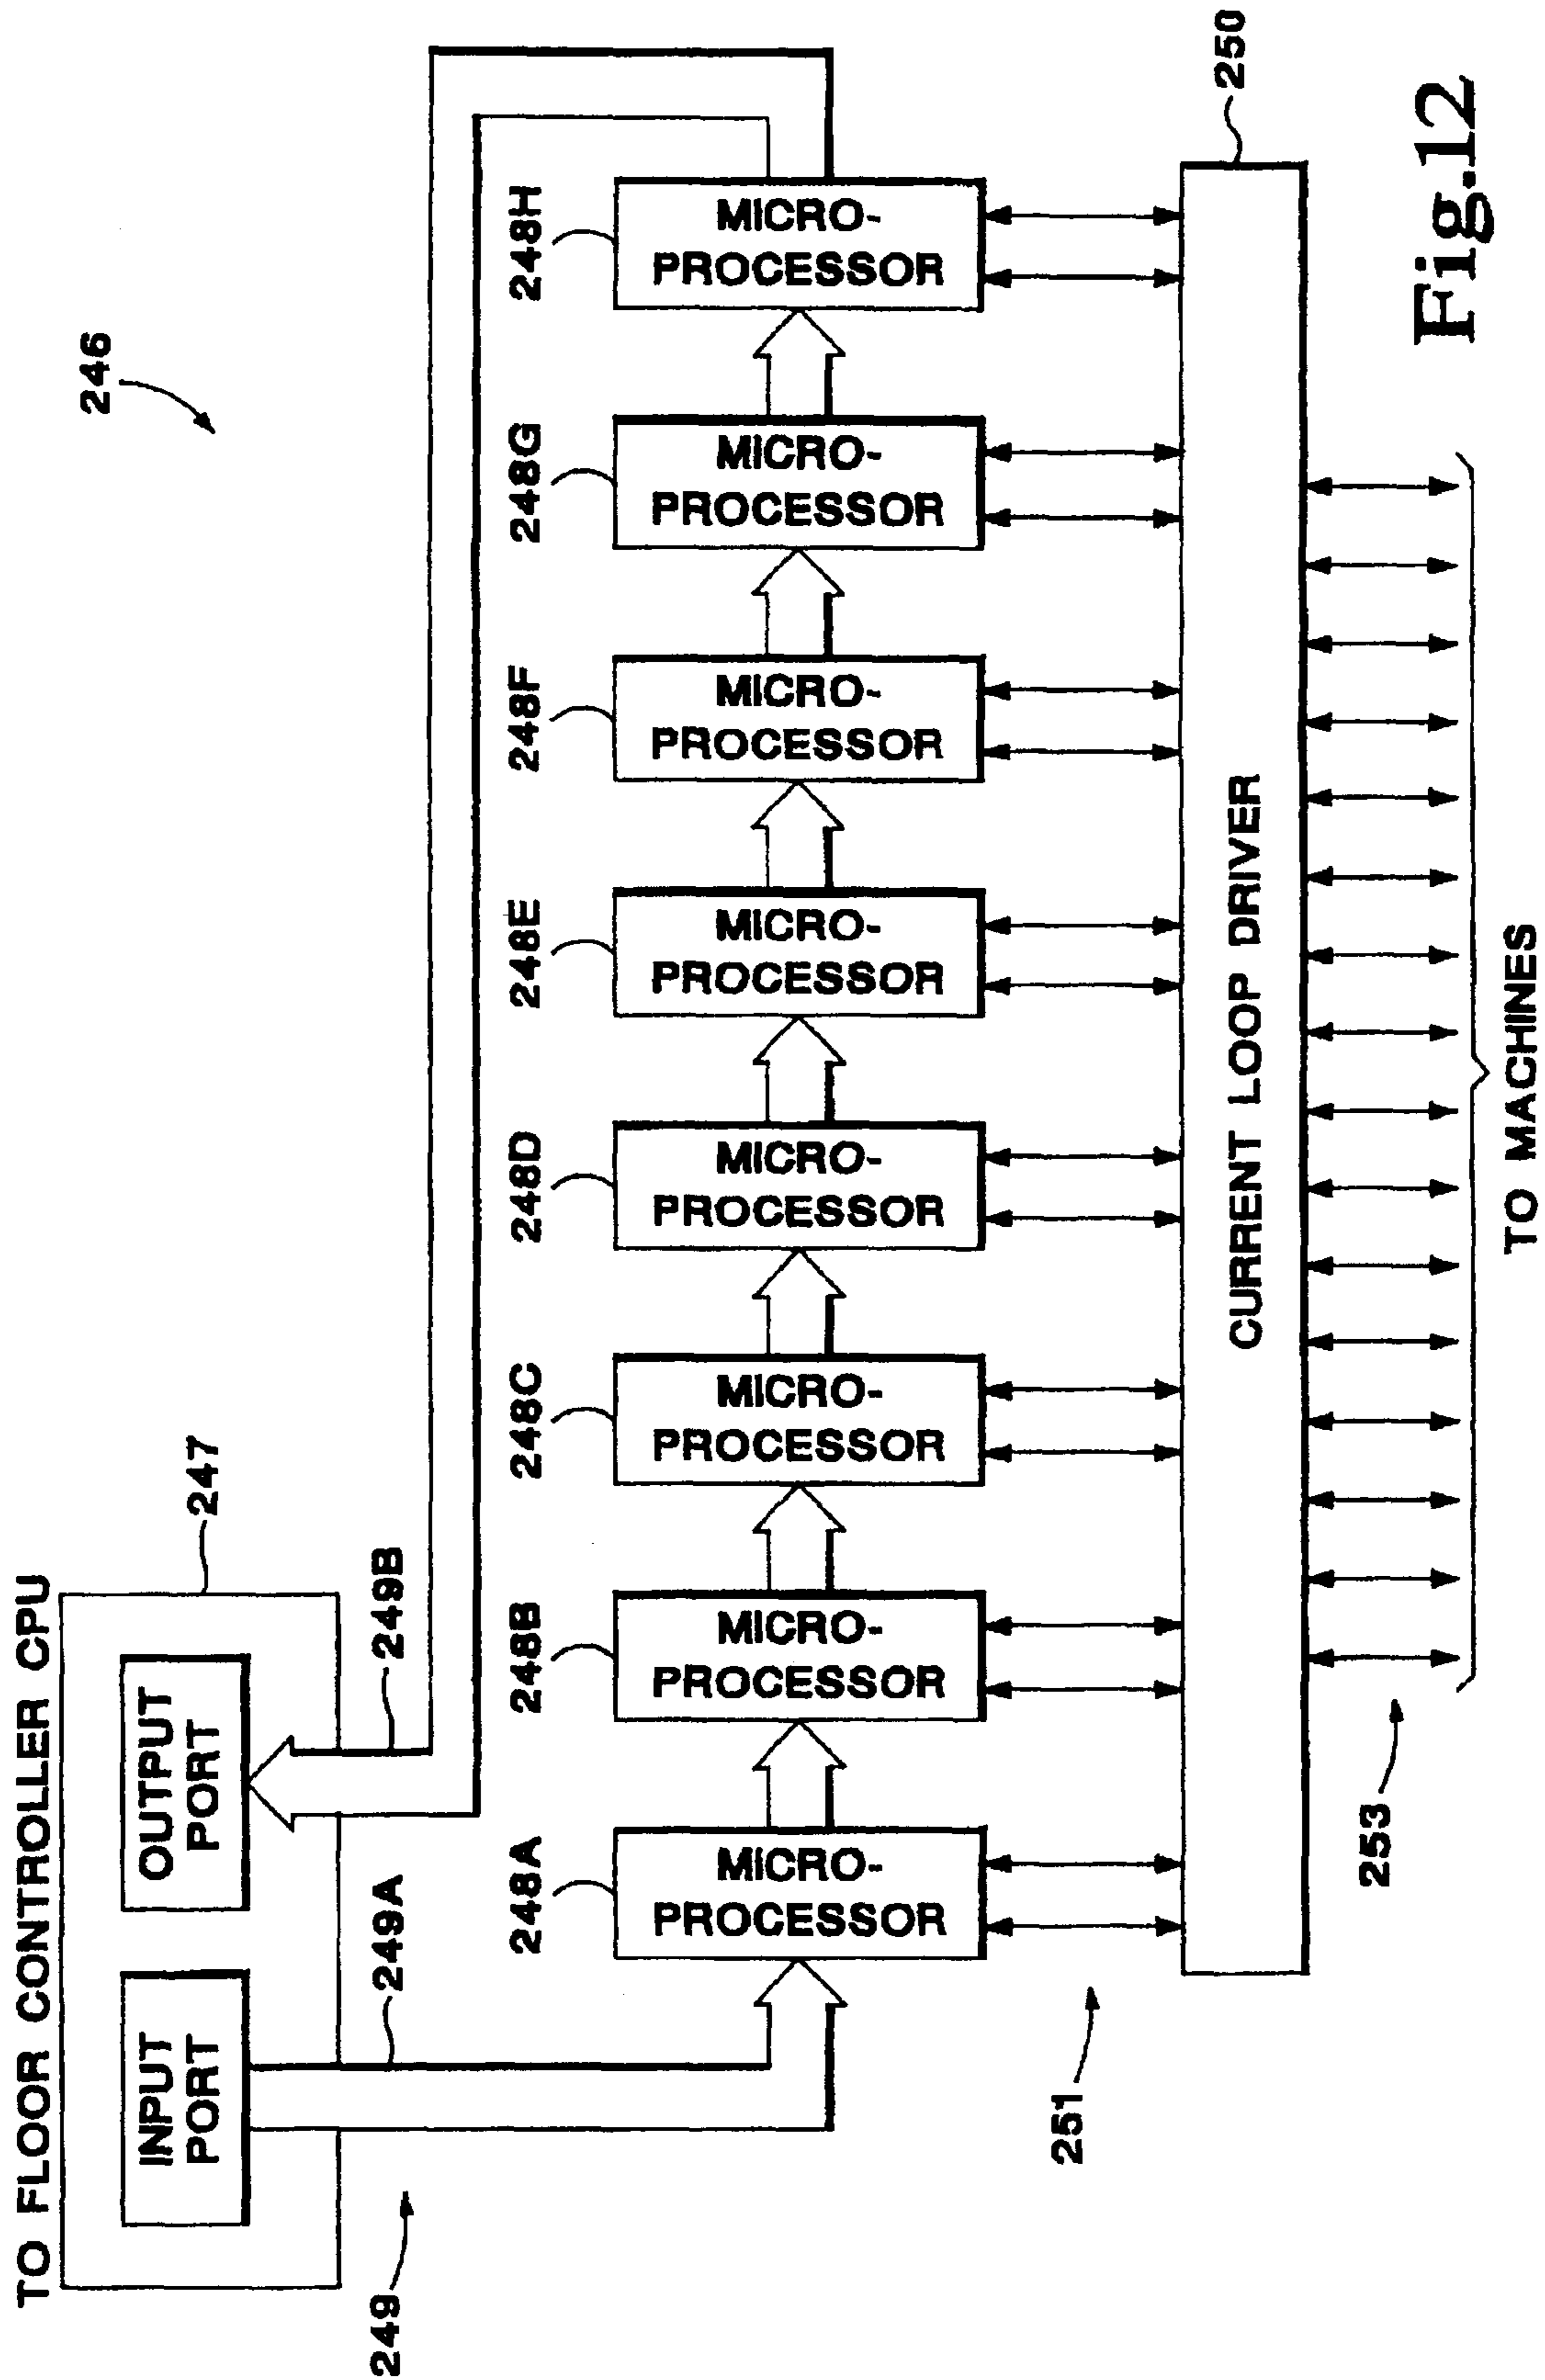 TO FLOOR CONTROLLER CPU
247
INPUT
PORT
OUTPUT
PORT
246
249
249A
249B
248A
248B
248C
248D
248E
248F
248G
248H
MICRO-
PROCESSOR
MICRO-
PROCESSOR
MICRO-
PROCESSOR
MICRO-
PROCESSOR
MICRO-
PROCESSOR
MICRO-
PROCESSOR
MICRO-
PROCESSOR
MICRO-
PROCESSOR
251
CURRENT LOOP DRIVER
250
253
TO MACHINES
Fig.12